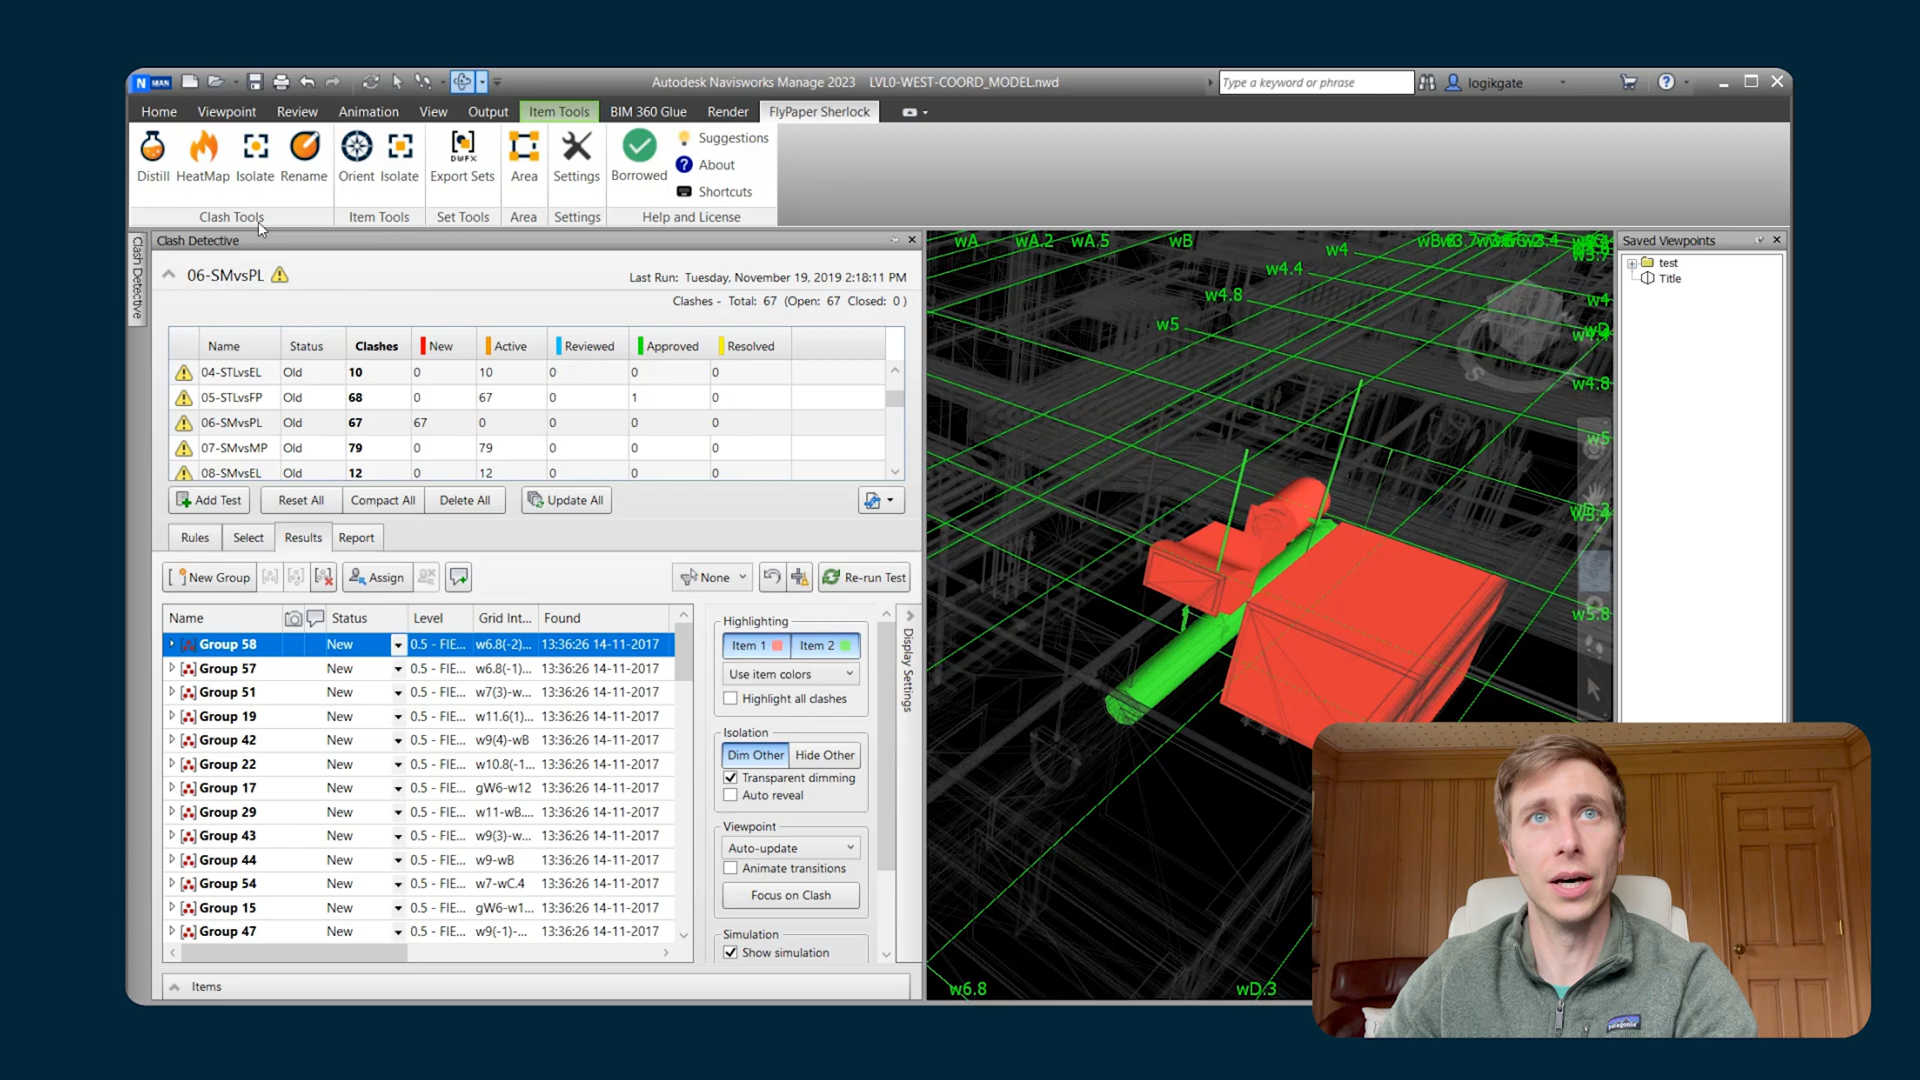 N MAN
Autodesk Navisworks Manage 2023 LVL0-WEST-COORD_MODEL.nwd
Type a keyword or phrase
logikgate
Home Viewpoint Review Animation View Output Item Tools BIM 360 Glue Render FlyPaper Sherlock
Distill HeatMap Isolate Rename Orient Isolate Export Sets Area Settings Borrowed
DWFX
Suggestions
About
Shortcuts
Clash Tools Item Tools Set Tools Area Settings Help and License
Clash Detective
Clash Detective
06-SMvsPL
Last Run: Tuesday, November 19, 2019 2:18:11 PM
Clashes - Total: 67 (Open: 67 Closed: 0 )
Name Status Clashes New Active Reviewed Approved Resolved
04-STLvsEL Old 10 0 10 0 0 0
05-STLvsFP Old 68 0 67 0 1 0
06-SMvsPL Old 67 67 0 0 0 0
07-SMvsMP Old 79 0 79 0 0 0
08-SMvsEL Old 12 0 12 0 0 0
Add Test Reset All Compact All Delete All Update All
Rules Select Results Report
New Group Assign None Re-run Test
Name Status Level Grid Int... Found
Group 58 New 0.5 - FIE... w6.8(-2)... 13:36:26 14-11-2017
Group 57 New 0.5 - FIE... w6.8(-1)... 13:36:26 14-11-2017
Group 51 New 0.5 - FIE... w7(3)-w... 13:36:26 14-11-2017
Group 19 New 0.5 - FIE... w11.6(1)... 13:36:26 14-11-2017
Group 42 New 0.5 - FIE... w9(4)-wB 13:36:26 14-11-2017
Group 22 New 0.5 - FIE... w10.8(-1... 13:36:26 14-11-2017
Group 17 New 0.5 - FIE... gW6-w12 13:36:26 14-11-2017
Group 29 New 0.5 - FIE... w11-wB.... 13:36:26 14-11-2017
Group 43 New 0.5 - FIE... w9(3)-w... 13:36:26 14-11-2017
Group 44 New 0.5 - FIE... w9-wB 13:36:26 14-11-2017
Group 54 New 0.5 - FIE... w7-wC.4 13:36:26 14-11-2017
Group 15 New 0.5 - FIE... gW6-w1... 13:36:26 14-11-2017
Group 47 New 0.5 - FIE... w9(-1)-... 13:36:26 14-11-2017
Items
Highlighting
Item 1 Item 2
Use item colors
Highlight all clashes
Isolation
Dim Other Hide Other
Transparent dimming
Auto reveal
Viewpoint
Auto-update
Animate transitions
Focus on Clash
Simulation
Show simulation
Display Settings
wA wA.2 wA.5 wB
w4
w4.4
w4.8
w5
w4
w4.8
w5
w5.8
w6.8 wD.3
S
Saved Viewpoints
test
Title
patagonia